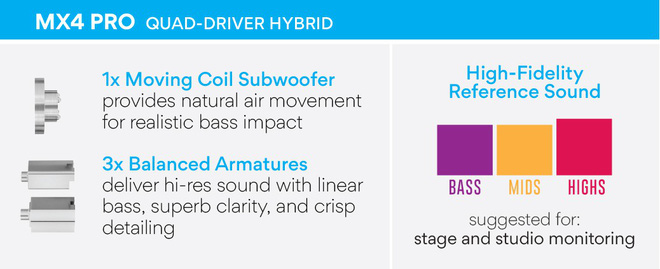 MX4 PRO QUAD-DRIVER HYBRID
1x Moving Coil Subwoofer
provides natural air movement
for realistic bass impact
3x Balanced Armatures
deliver hi-res sound with linear
bass, superb clarity, and crisp
detailing
High-Fidelity
Reference Sound
BASS MIDS HIGHS
suggested for:
stage and studio monitoring